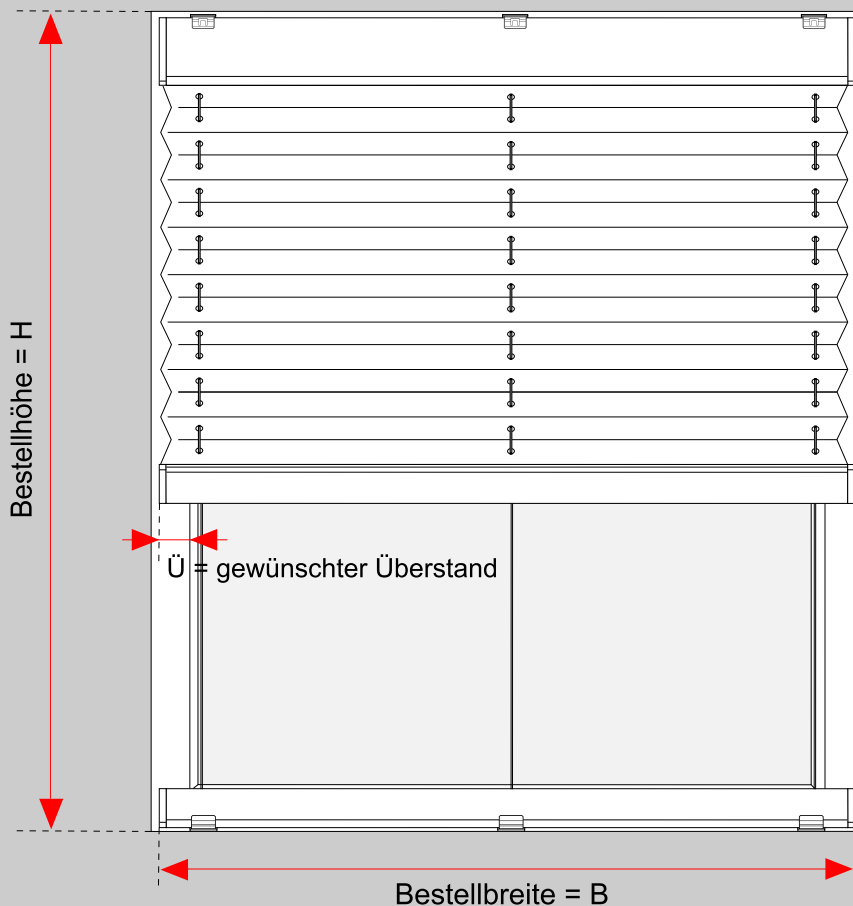 Bestellhöhe = H
Ü = gewünschter Überstand
Bestellbreite = B